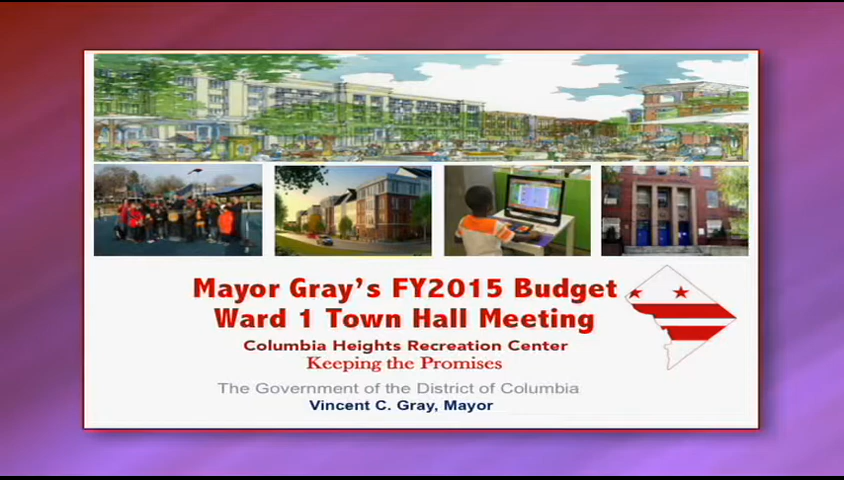 Mayor Gray's FY2015 Budget
Ward 1 Town Hall Meeting
Columbia Heights Recreation Center
Keeping the Promises
The Government of the District of Columbia
Vincent C. Gray, Mayor